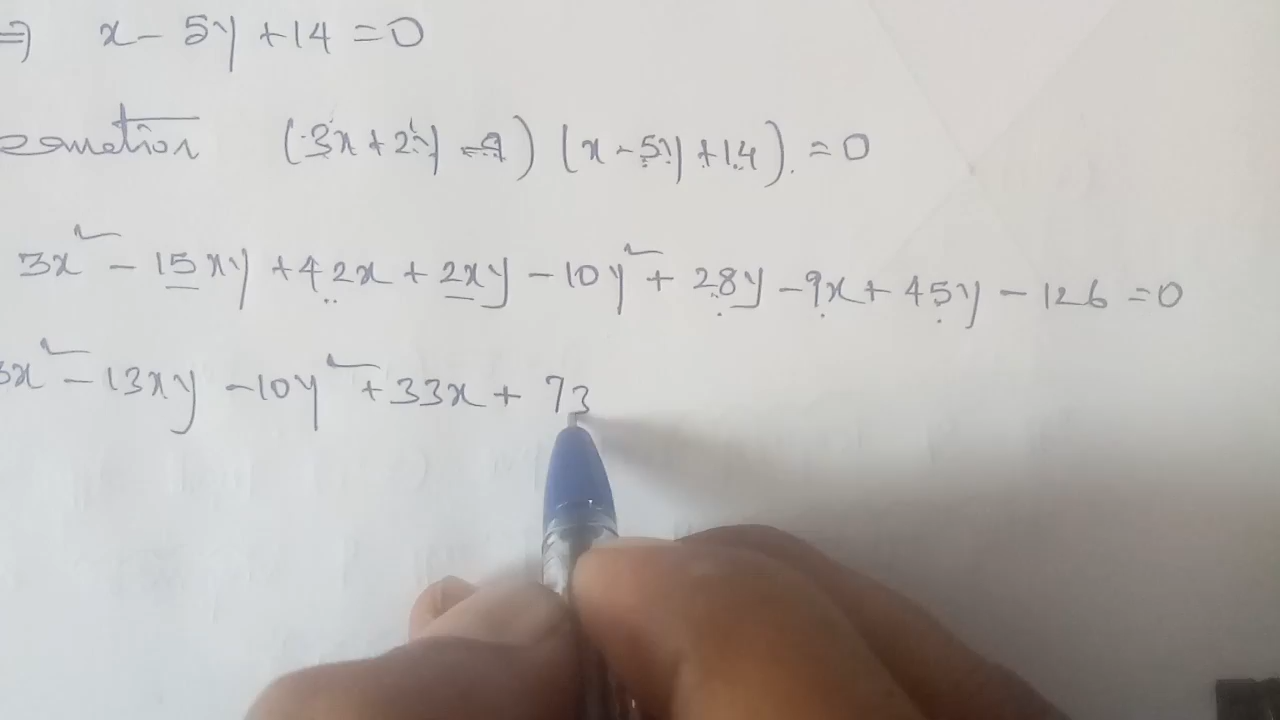 ⇒ x - 5y + 14 = 0
equation (3x + 2y - 9) (x - 5y + 14) = 0
3x² - 15xy + 42x + 2xy - 10y² + 28y - 9x + 45y - 126 = 0
3x² - 13xy - 10y² + 33x + 73